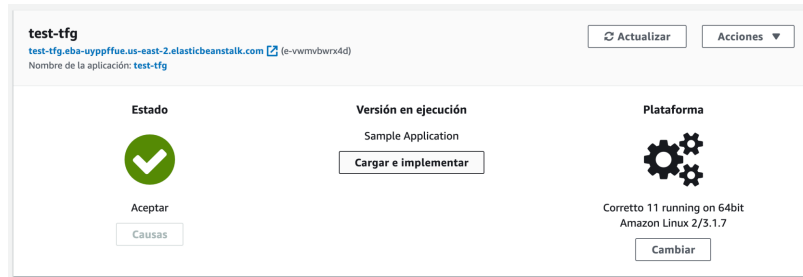 test-tfg
test-tfg.eba-uyppffue.us-east-2.elasticbeanstalk.com (e-vwmvbwrx4d)
Nombre de la aplicación: test-tfg
Actualizar
Acciones
Estado
Aceptar
Causas
Versión en ejecución
Sample Application
Cargar e implementar
Plataforma
Corretto 11 running on 64bit
Amazon Linux 2/3.1.7
Cambiar